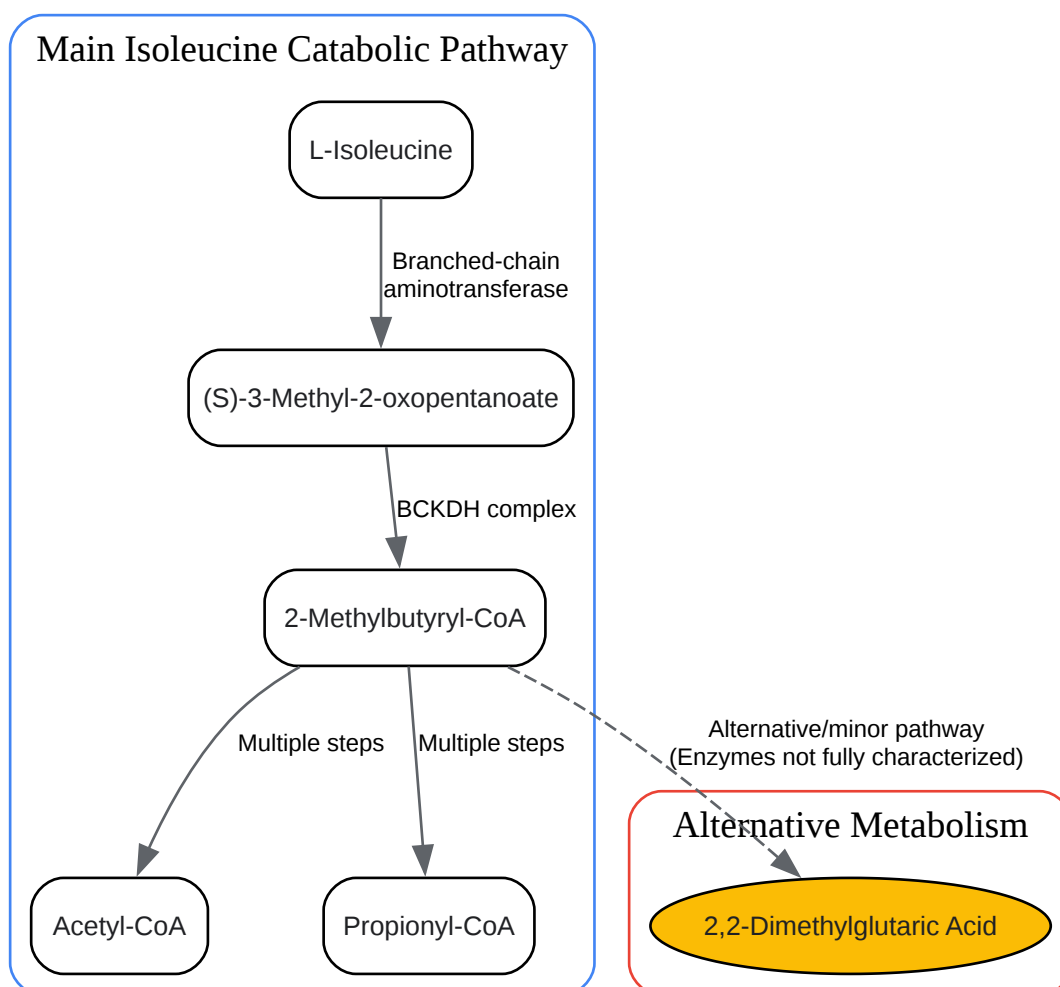 Main Isoleucine Catabolic Pathway
L-Isoleucine
Branched-chain
aminotransferase
(S)-3-Methyl-2-oxopentanoate
BCKDH complex
2-Methylbutyryl-CoA
Multiple steps
Multiple steps
Alternative/minor pathway
(Enzymes not fully characterized)
Alternative Metabolism
Acetyl-CoA
Propionyl-CoA
2,2-Dimethylglutaric Acid